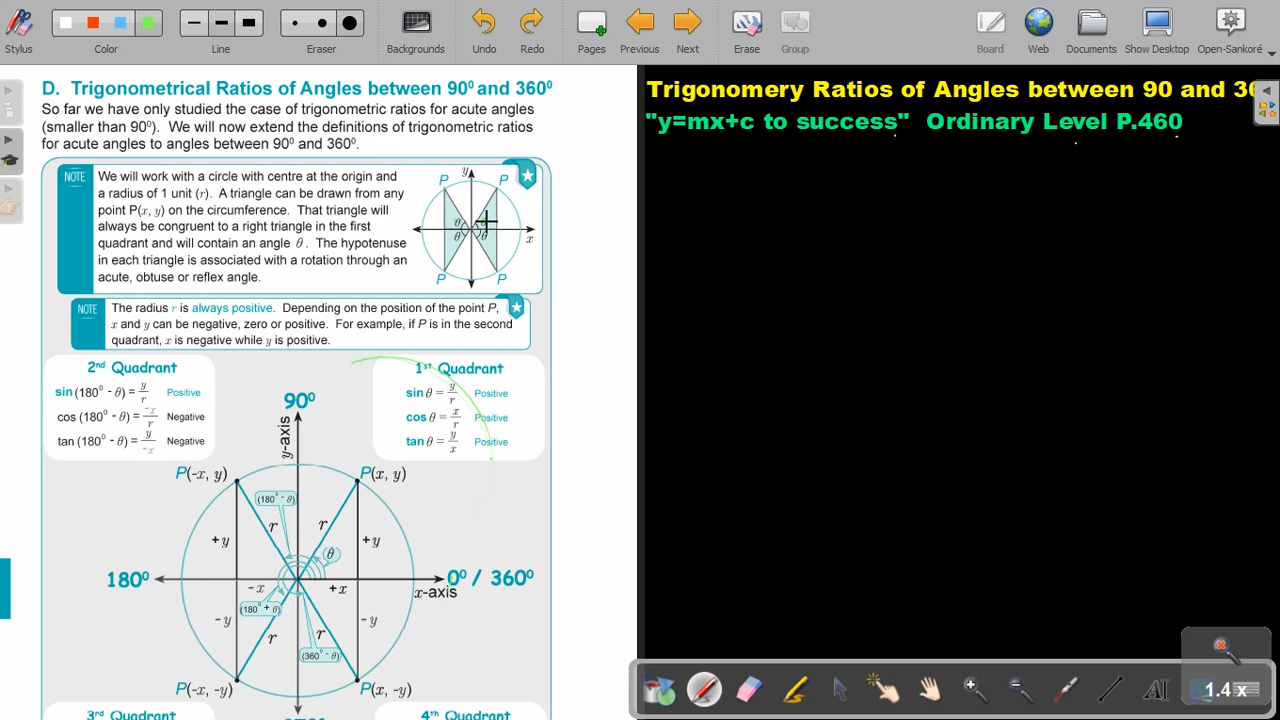 Stylus
Color
Line
Eraser
Backgrounds
Undo
Redo
Pages
Previous
Next
Erase
Group
Board
Web
Documents
Show Desktop
Open-Sankoré
D. Trigonometrical Ratios of Angles between 90⁰ and 360⁰
So far we have only studied the case of trigonometric ratios for acute angles
(smaller than 90⁰). We will now extend the definitions of trigonometric ratios
for acute angles to angles between 90⁰ and 360⁰.
NOTE
We will work with a circle with centre at the origin and
a radius of 1 unit (r). A triangle can be drawn from any
point P(x, y) on the circumference. That triangle will
always be congruent to a right triangle in the first
quadrant and will contain an angle θ. The hypotenuse
in each triangle is associated with a rotation through an
acute, obtuse or reflex angle.
y
P P
θ
θ θ
x
P P
NOTE
The radius r is always positive. Depending on the position of the point P,
x and y can be negative, zero or positive. For example, if P is in the second
quadrant, x is negative while y is positive.
2nd Quadrant
sin (180⁰ - θ) = y/r Positive
cos (180⁰ - θ) = -x/r Negative
tan (180⁰ - θ) = y/-x Negative
1st Quadrant
sin θ = y/r Positive
cos θ = x/r Positive
tan θ = y/x Positive
90⁰
y-axis
P(-x, y) P(x, y)
(180⁰ - θ)
r r
+y θ +y
180⁰ 0⁰ / 360⁰
-x +x x-axis
(180⁰ + θ)
-y -y
r r
(360⁰ - θ)
P(-x, -y) P(x, -y)
3rd Quadrant
4th Quadrant
Trigonomery Ratios of Angles between 90 and 36
"y=mx+c to success" Ordinary Level P.460
1.4 x